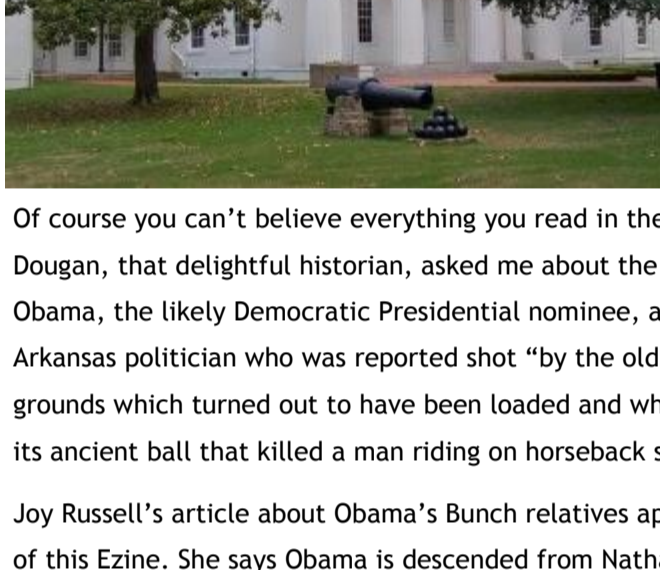 Of course you can’t believe everything you read in the
Dougan, that delightful historian, asked me about the
Obama, the likely Democratic Presidential nominee, a
Arkansas politician who was reported shot “by the old
grounds which turned out to have been loaded and wh
its ancient ball that killed a man riding on horseback s
Joy Russell’s article about Obama’s Bunch relatives ap
of this Ezine. She says Obama is descended from Nath